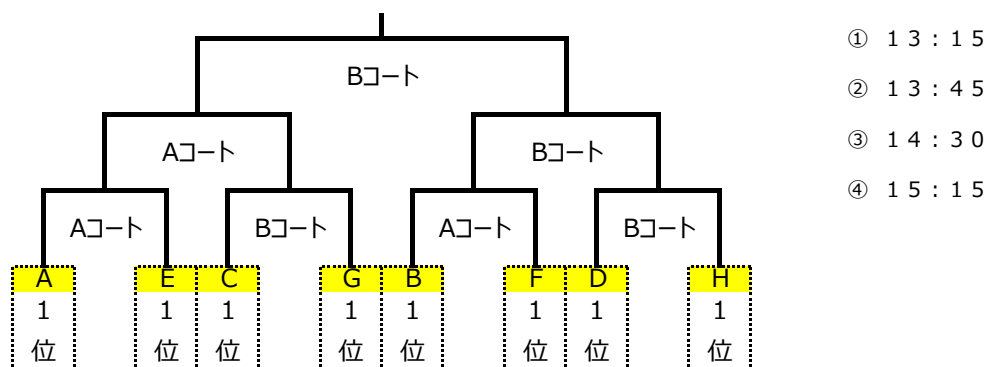 ① 13:15
Bコート
② 13:45
Aコート Bコート
③ 14:30
④ 15:15
Aコート Bコート Aコート Bコート
A E C G B F D H
1 1 1 1 1 1 1 1
位 位 位 位 位 位 位 位